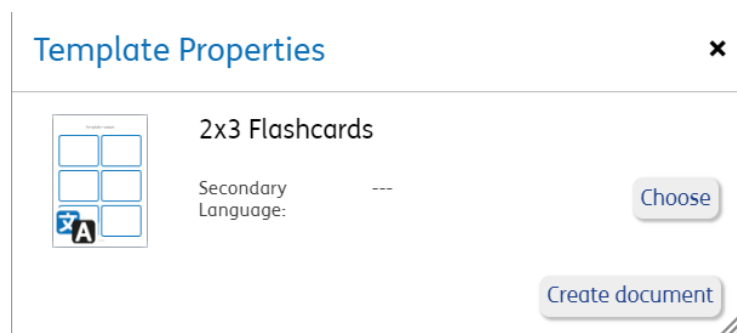 Template Properties
2x3 Flashcards
Secondary Language:
---
Choose
Create document